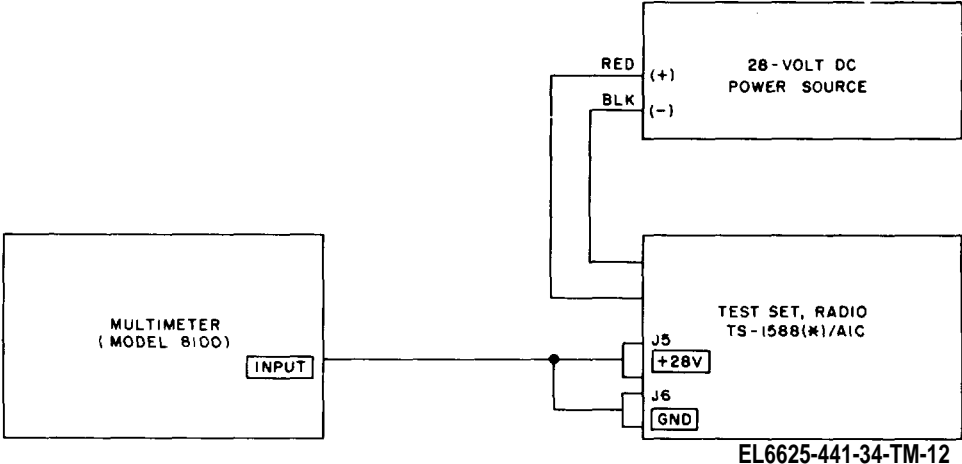 RED
(+)
28-VOLT DC
POWER SOURCE
BLK
(-)
MULTIMETER
(MODEL 8100)
INPUT
TEST SET, RADIO
TS-1588(*)/AIC
J5
+28V
J6
GND
EL6625-441-34-TM-12